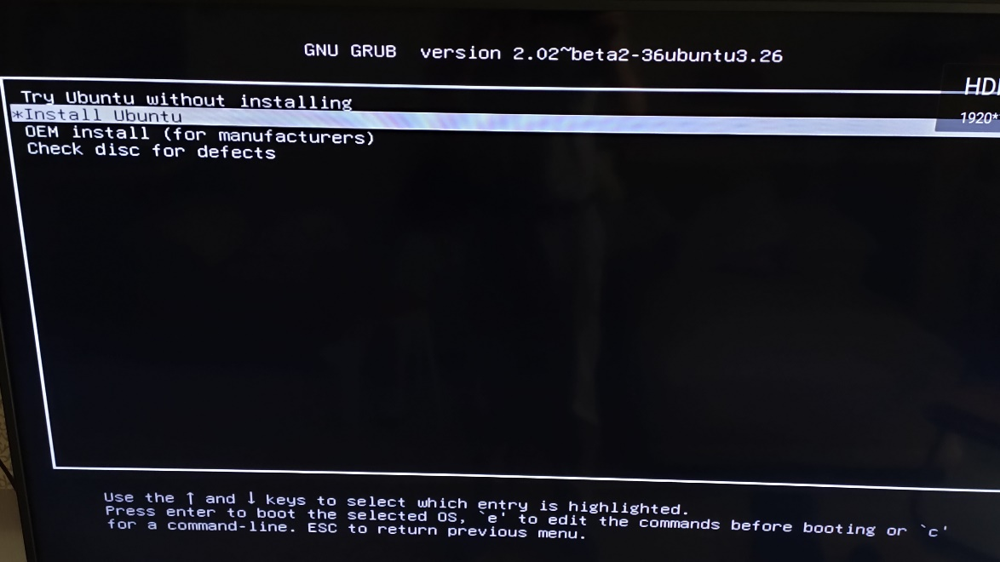 GNU GRUB version 2.02~beta2-36ubuntu3.26
HDI
1920*
Try Ubuntu without installing
*Install Ubuntu
OEM install (for manufacturers)
Check disc for defects
Use the ↑ and ↓ keys to select which entry is highlighted.
Press enter to boot the selected OS, `e' to edit the commands before booting or `c'
for a command-line. ESC to return previous menu.